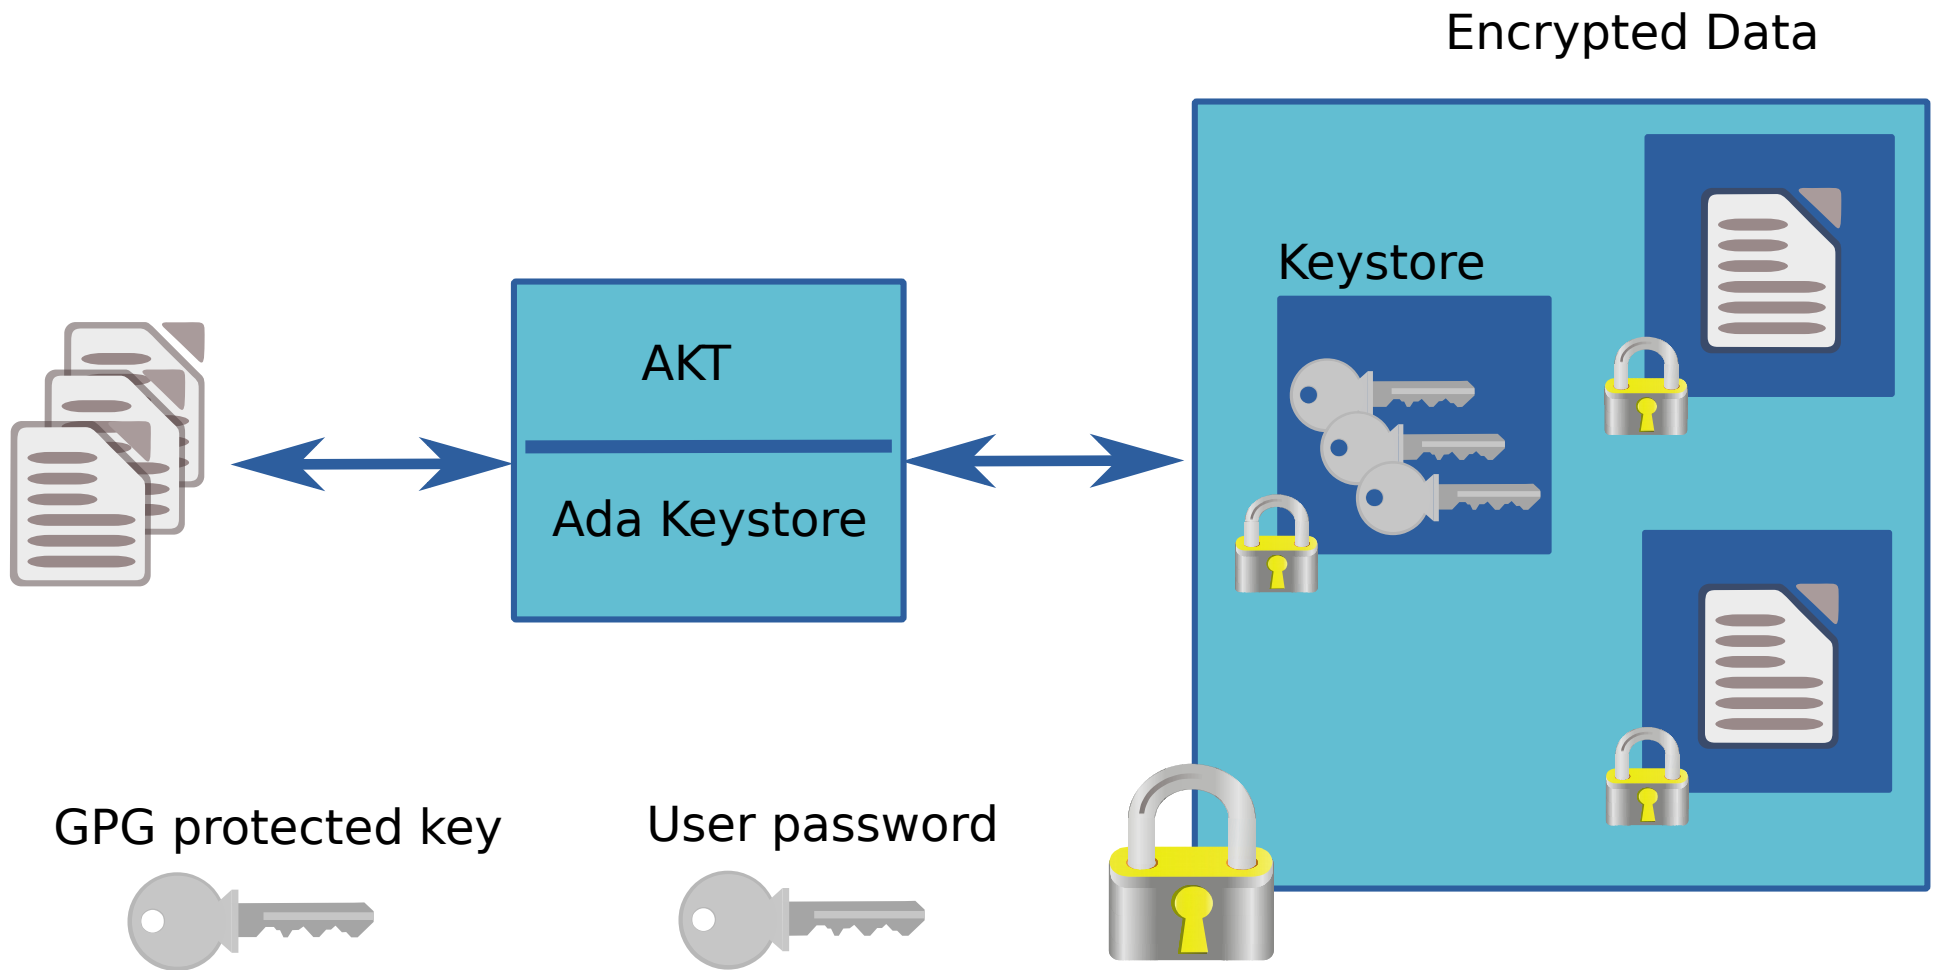 Encrypted Data
Keystore
AKT
Ada Keystore
GPG protected key
User password